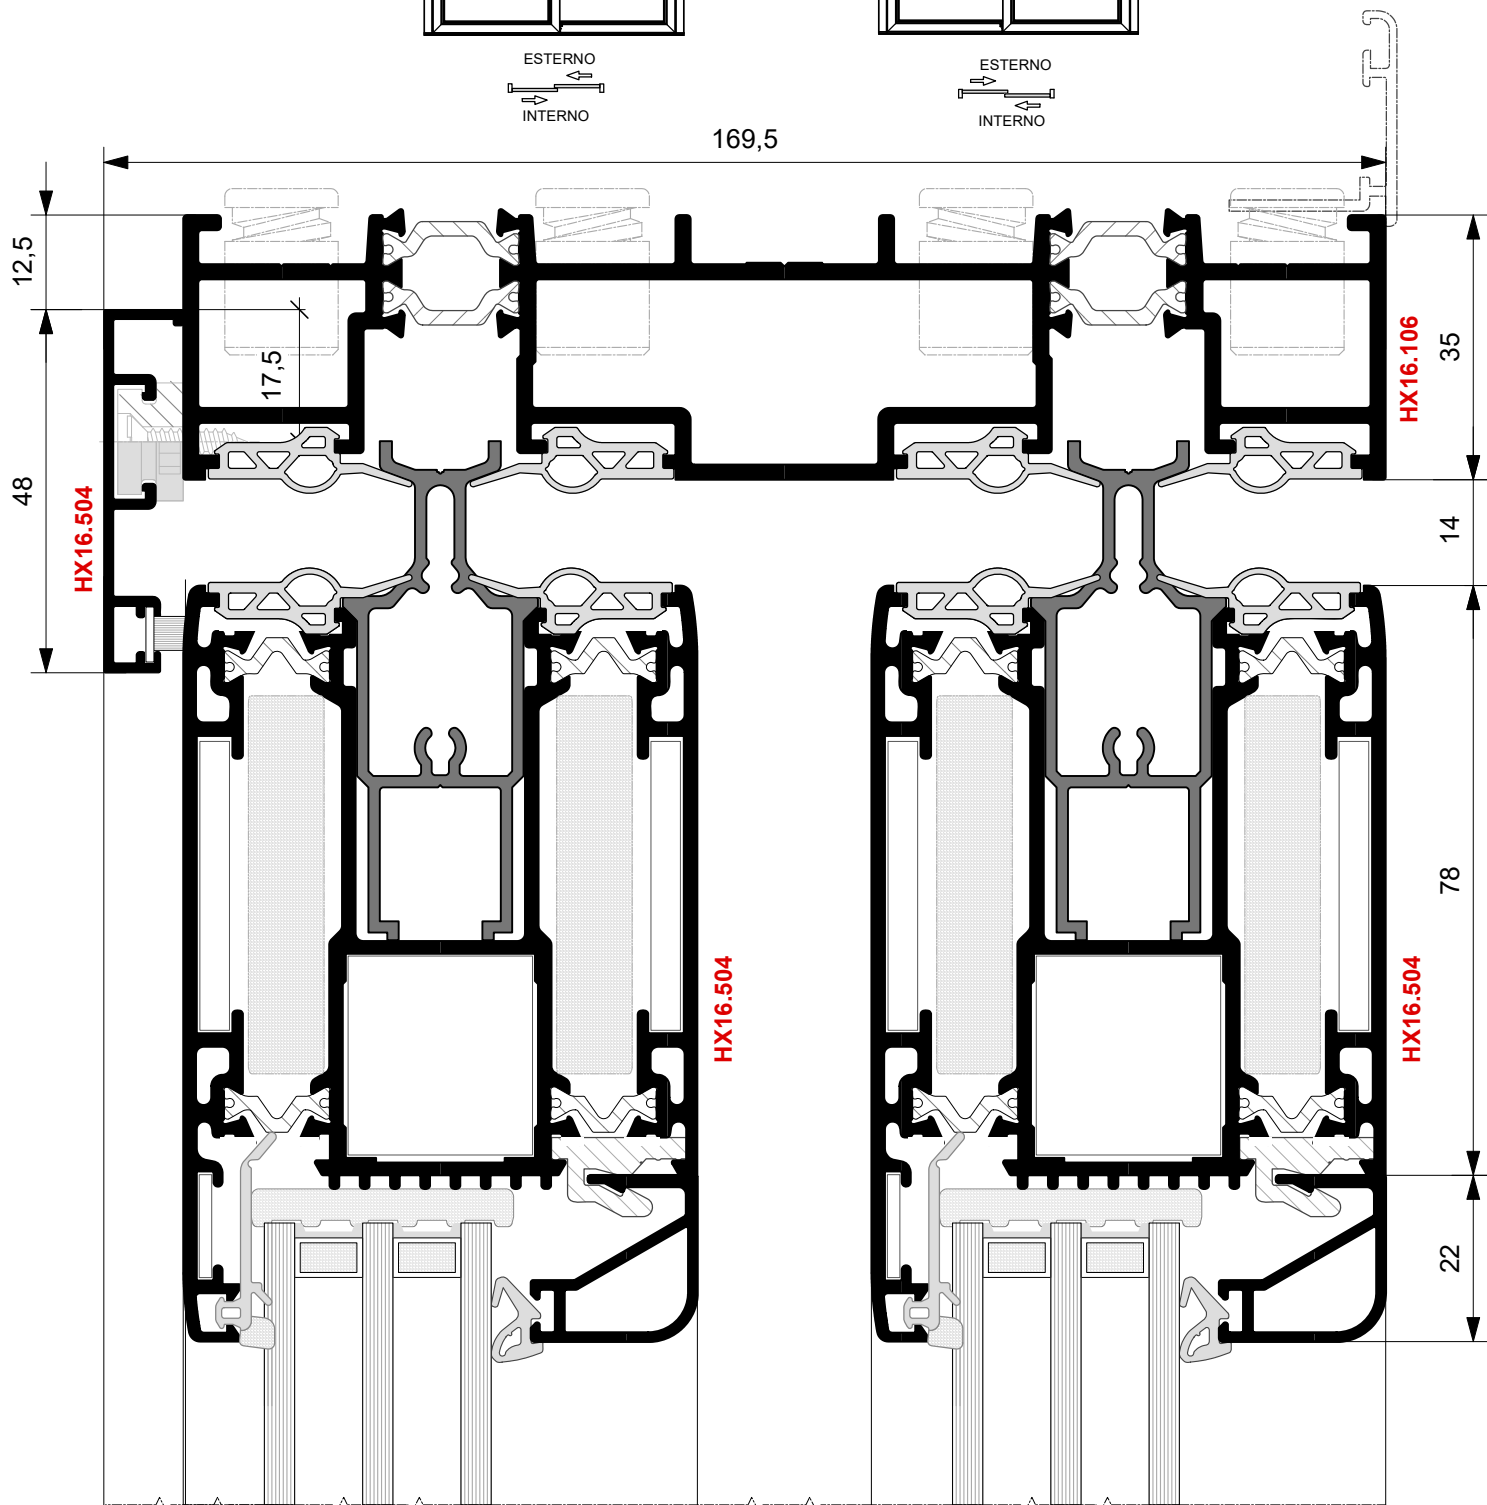 ESTERNO
INTERNO
ESTERNO
INTERNO
169,5
12,5
17,5
48
HX16.504
HX16.106
35
14
78
HX16.504
HX16.504
22